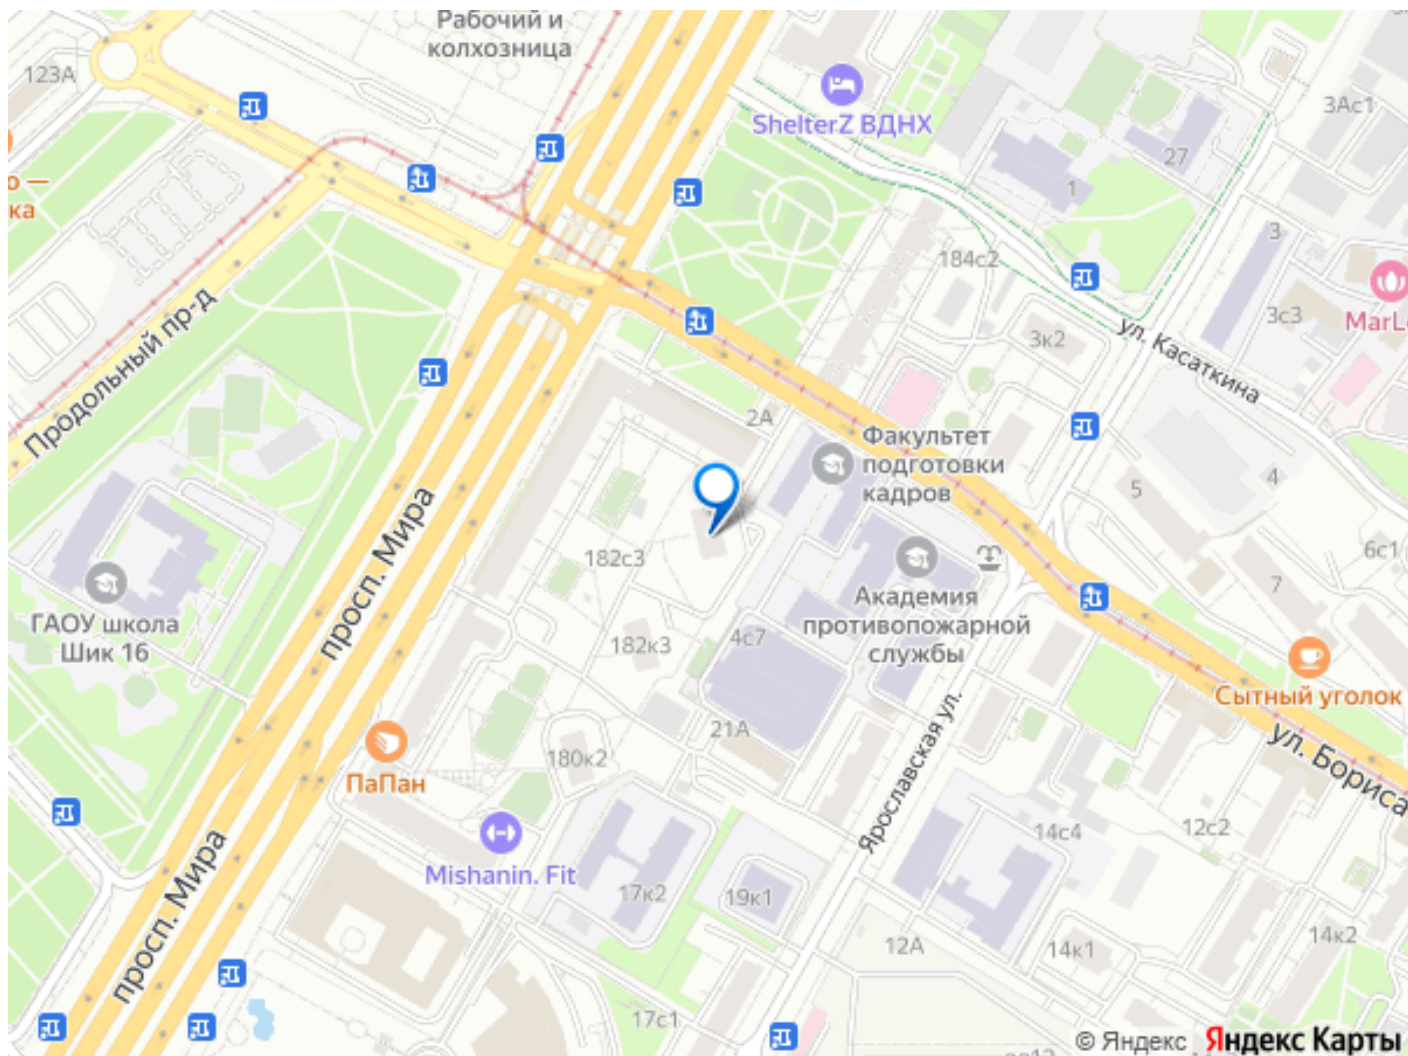 Рабочий и
колхозница
123А
ShelterZ ВДНХ
3Ас1
27
1
о —
ка
184с2
3
3с3
MarL
3к2
ул. Касаткина
Продольный пр-д
2А
Факультет
подготовки
кадров
4
5
6с1
7
просп. Мира
182с3
Академия
противопожарной
службы
ГАОУ школа
Шик 16
182к3
4с7
Сытный уголок
21А
180к2
ПаПан
ул. Бориса
Ярославская ул.
14с4
12с2
просп. Мира
Mishanin. Fit
17к2
19к1
12А
14к1
14к2
17с1
© Яндекс Яндекс Карты